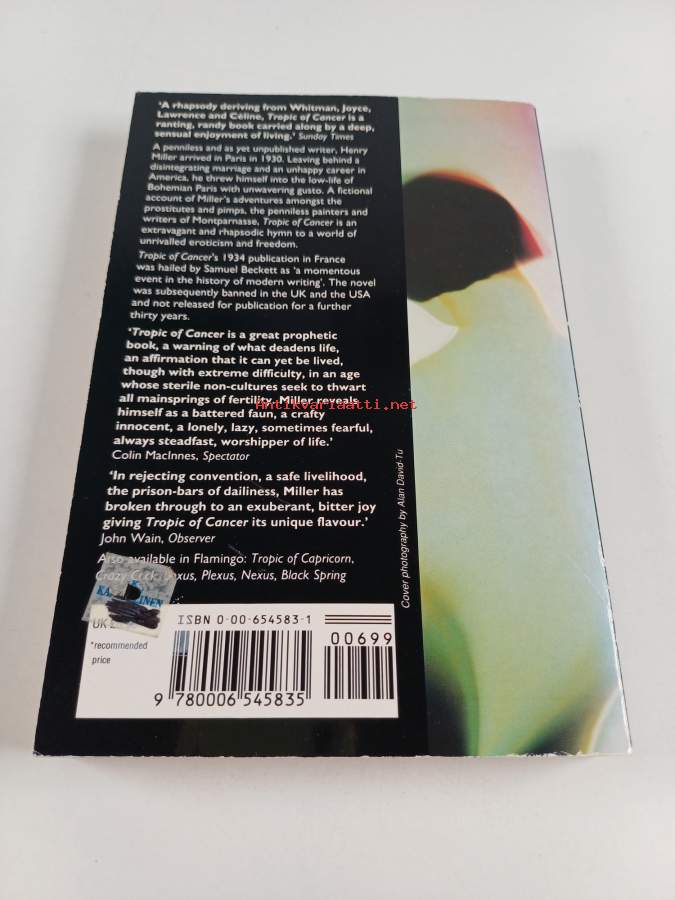 ‘A rhapsody deriving from Whitman, Joyce,
Lawrence and Céline, Tropic of Cancer is a
ranting, randy book carried along by a deep,
sensual enjoyment of living.’ Sunday Times
A penniless and as yet unpublished writer, Henry
Miller arrived in Paris in 1930. Leaving behind a
disintegrating marriage and an unhappy career in
America, he threw himself into the low-life of
Bohemian Paris with unwavering gusto. A fictional
account of Miller’s adventures amongst the
prostitutes and pimps, the penniless painters and
writers of Montparnasse, Tropic of Cancer is an
extravagant and rhapsodic hymn to a world of
unrivalled eroticism and freedom.
Tropic of Cancer’s 1934 publication in France
was hailed by Samuel Beckett as ‘a momentous
event in the history of modern writing’. The novel
was subsequently banned in the UK and the USA
and not released for publication for a further
thirty years.
‘Tropic of Cancer is a great prophetic
book, a warning of what deadens life,
an affirmation that it can yet be lived,
though with extreme difficulty, in an age
whose sterile non-cultures seek to thwart
all mainsprings of fertility. Miller reveals
himself as a battered faun, a crafty
innocent, a lonely, lazy, sometimes fearful,
always steadfast, worshipper of life.’
Colin MacInnes, Spectator
‘In rejecting convention, a safe livelihood,
the prison-bars of dailiness, Miller has
broken through to an exuberant, bitter joy
giving Tropic of Cancer its unique flavour.’
John Wain, Observer
Also available in Flamingo: Tropic of Capricorn,
Plexus, Nexus, Black Spring
UK
*recommended
price
ISBN 0-00-654583-1
00699
9 780006 545835
Cover photography by Alan David-Tu
Antikvariaatti.net